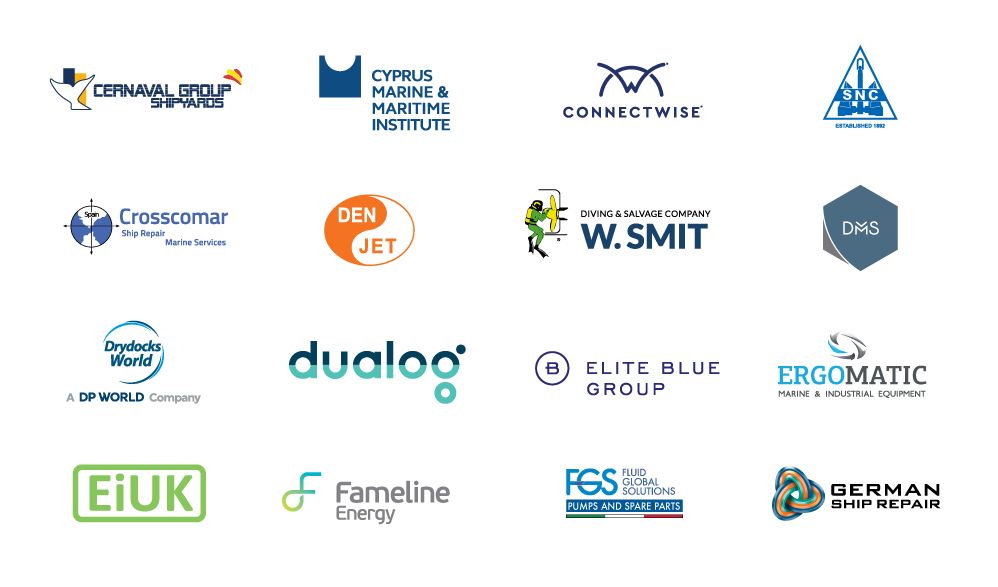 CERNAVAL GROUP
SHIPYARDS
CYPRUS
MARINE &
MARITIME
INSTITUTE
CONNECTWISE
SNC
ESTABLISHED 1892
Spain
Crosscomar
Ship Repair
Marine Services
DEN
JET
DIVING & SALVAGE COMPANY
W. SMIT
®
DMS
Drydocks
World
A DP WORLD Company
dualog
B
ELITE BLUE
GROUP
ERGOMATIC
MARINE & INDUSTRIAL EQUIPMENT
EiUK
Fameline
Energy
FGS
FLUID
GLOBAL
SOLUTIONS
PUMPS AND SPARE PARTS
GERMAN
SHIP REPAIR